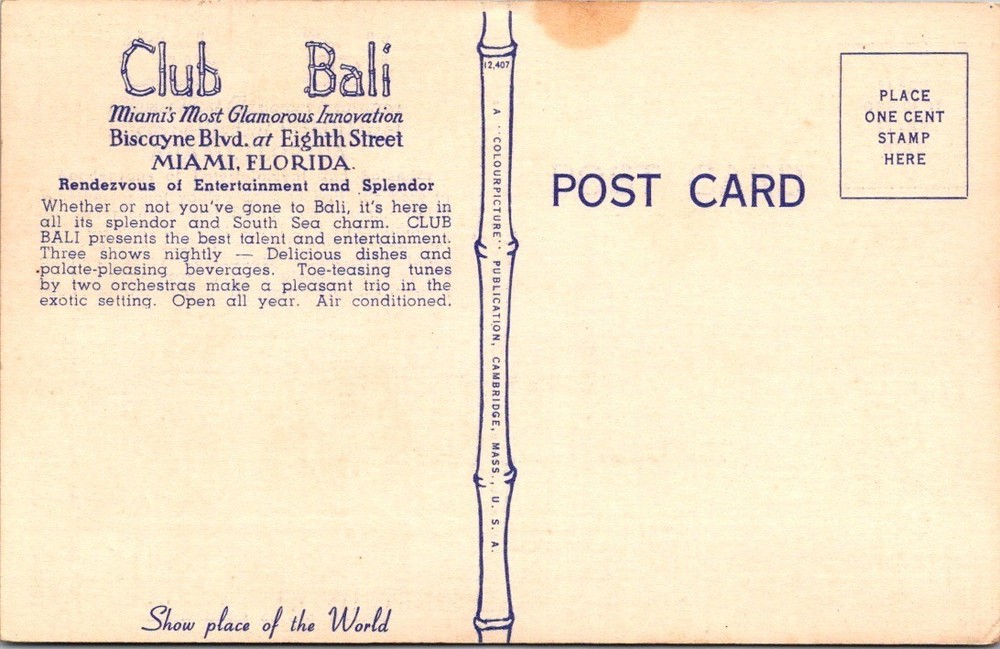 Club Bali
Miami's Most Glamorous Innovation
Biscayne Blvd. at Eighth Street
MIAMI, FLORIDA.
Rendezvous of Entertainment and Splendor
Whether or not you've gone to Bali, it's here in
all its splendor and South Sea charm. CLUB
BALI presents the best talent and entertainment.
Three shows nightly — Delicious dishes and
palate-pleasing beverages. Toe-teasing tunes
by two orchestras make a pleasant trio in the
exotic setting. Open all year. Air conditioned.
Show place of the World
12,407
A "COLOURPICTURE" PUBLICATION, CAMBRIDGE, MASS., U. S. A.
POST CARD
PLACE
ONE CENT
STAMP
HERE